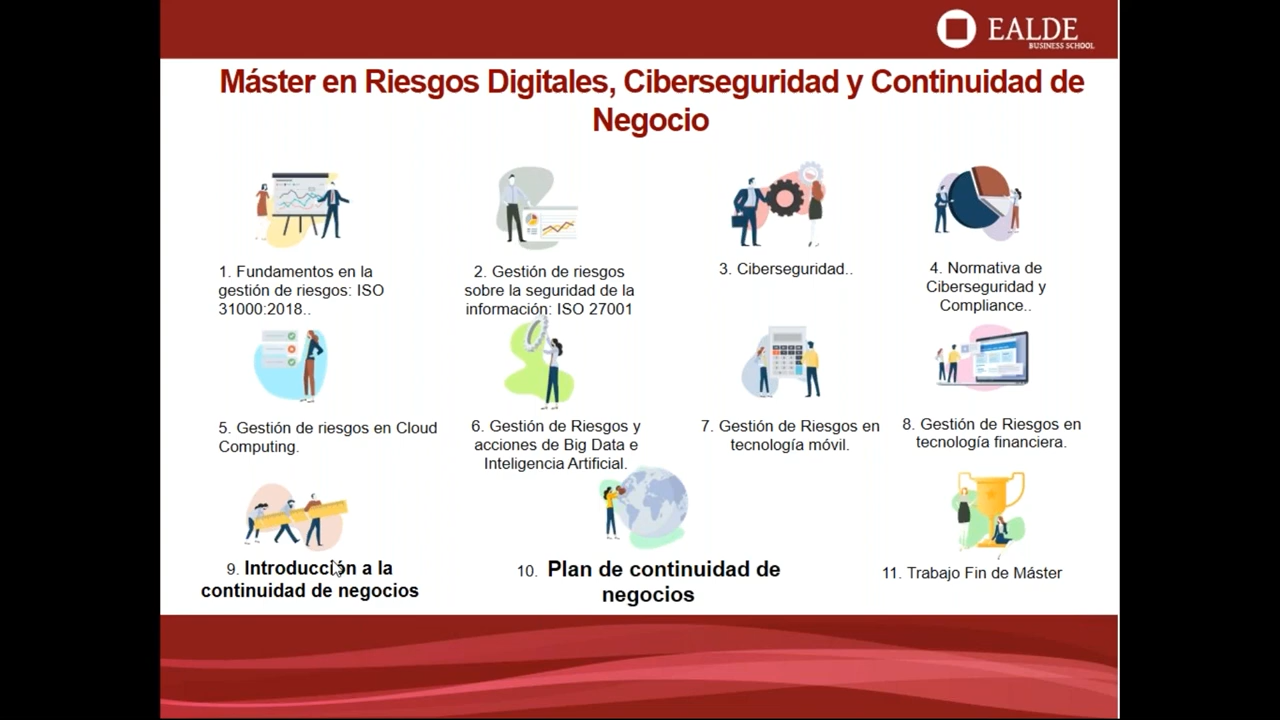 EALDE
BUSINESS SCHOOL
Máster en Riesgos Digitales, Ciberseguridad y Continuidad de
Negocio
1. Fundamentos en la
gestión de riesgos: ISO
31000:2018..
2. Gestión de riesgos
sobre la seguridad de la
información: ISO 27001
3. Ciberseguridad..
4. Normativa de
Ciberseguridad y
Compliance..
5. Gestión de riesgos en Cloud
Computing.
6. Gestión de Riesgos y
acciones de Big Data e
Inteligencia Artificial.
7. Gestión de Riesgos en
tecnología móvil.
8. Gestión de Riesgos en
tecnología financiera.
9. Introducción a la
continuidad de negocios
10. Plan de continuidad de
negocios
11. Trabajo Fin de Máster